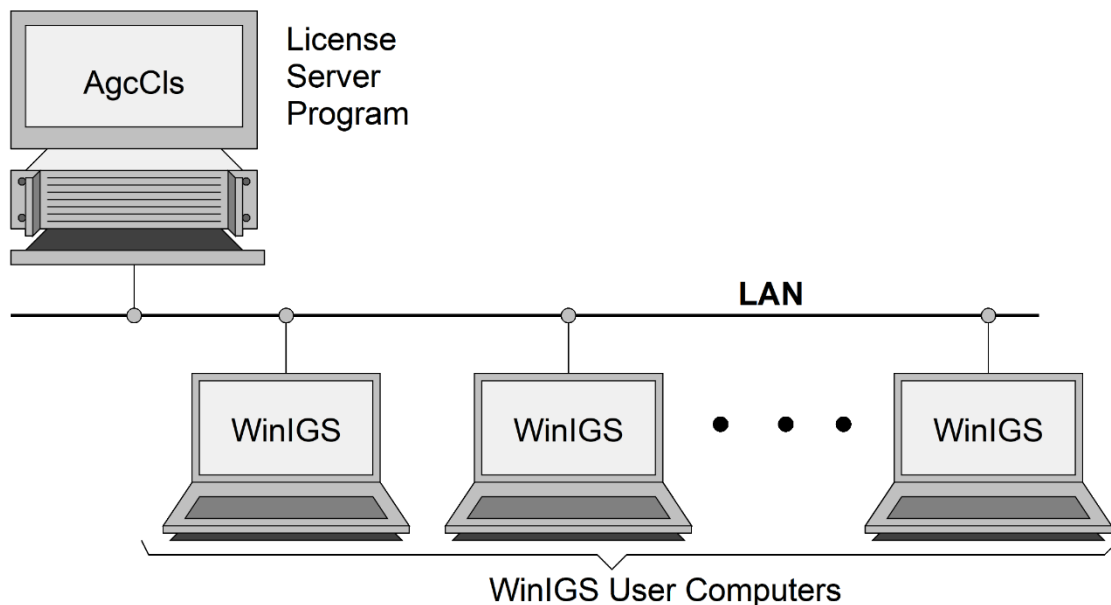 AgcCls
License
Server
Program
LAN
WinIGS
WinIGS
WinIGS
WinIGS User Computers